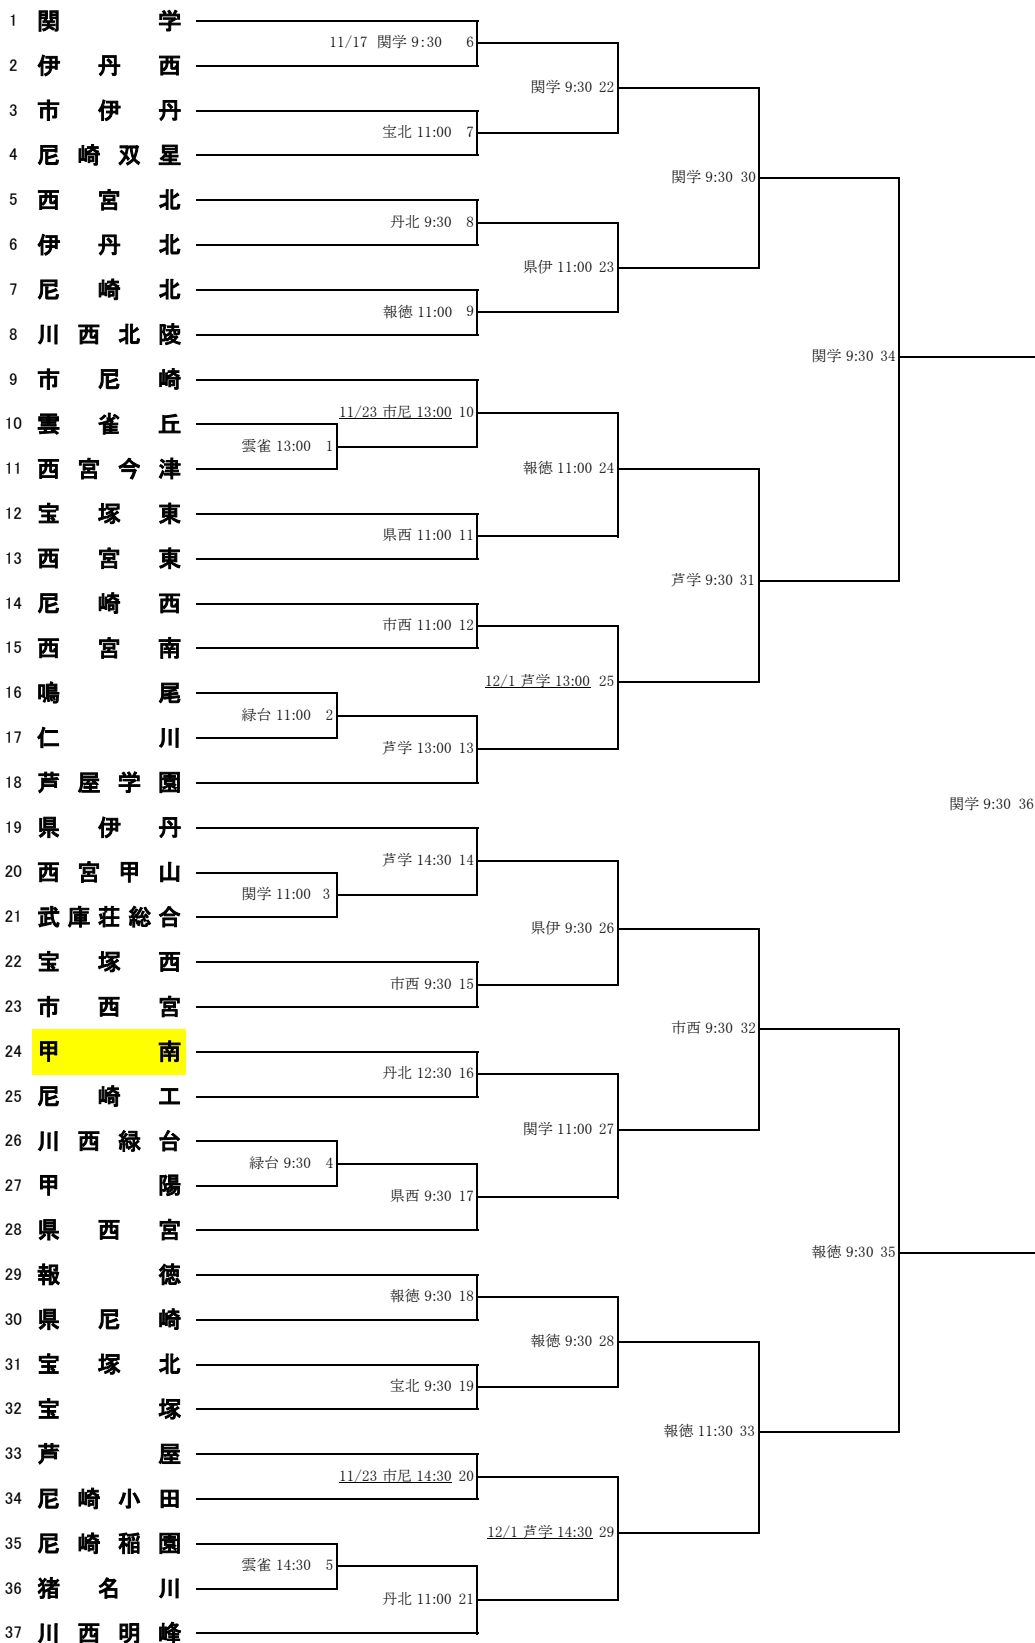 1 関学
11/17 関学 9:30 6
2 伊丹西
関学 9:30 22
3 市伊丹
宝北 11:00 7
4 尼崎双星
関学 9:30 30
5 西宮北
丹北 9:30 8
6 伊丹北
県伊 11:00 23
7 尼崎北
報徳 11:00 9
8 川西北陵
関学 9:30 34
9 市尼崎
11/23 市尼 13:00 10
10 雲雀丘
雲雀 13:00 1
11 西宮今津
報徳 11:00 24
12 宝塚東
県西 11:00 11
13 西宮東
芦学 9:30 31
14 尼崎西
市西 11:00 12
15 西宮南
12/1 芦学 13:00 25
16 鳴尾
緑台 11:00 2
17 仁川
芦学 13:00 13
18 芦屋学園
関学 9:30 36
19 県伊丹
芦学 14:30 14
20 西宮甲山
関学 11:00 3
21 武庫荘総合
県伊 9:30 26
22 宝塚西
市西 9:30 15
23 市西宮
市西 9:30 32
24 甲南
丹北 12:30 16
25 尼崎工
関学 11:00 27
26 川西緑台
緑台 9:30 4
27 甲陽
県西 9:30 17
28 県西宮
報徳 9:30 35
29 報徳
報徳 9:30 18
30 県尼崎
報徳 9:30 28
31 宝塚北
宝北 9:30 19
32 宝塚
報徳 11:30 33
33 芦屋
11/23 市尼 14:30 20
34 尼崎小田
12/1 芦学 14:30 29
35 尼崎稲園
雲雀 14:30 5
36 猪名川
丹北 11:00 21
37 川西明峰